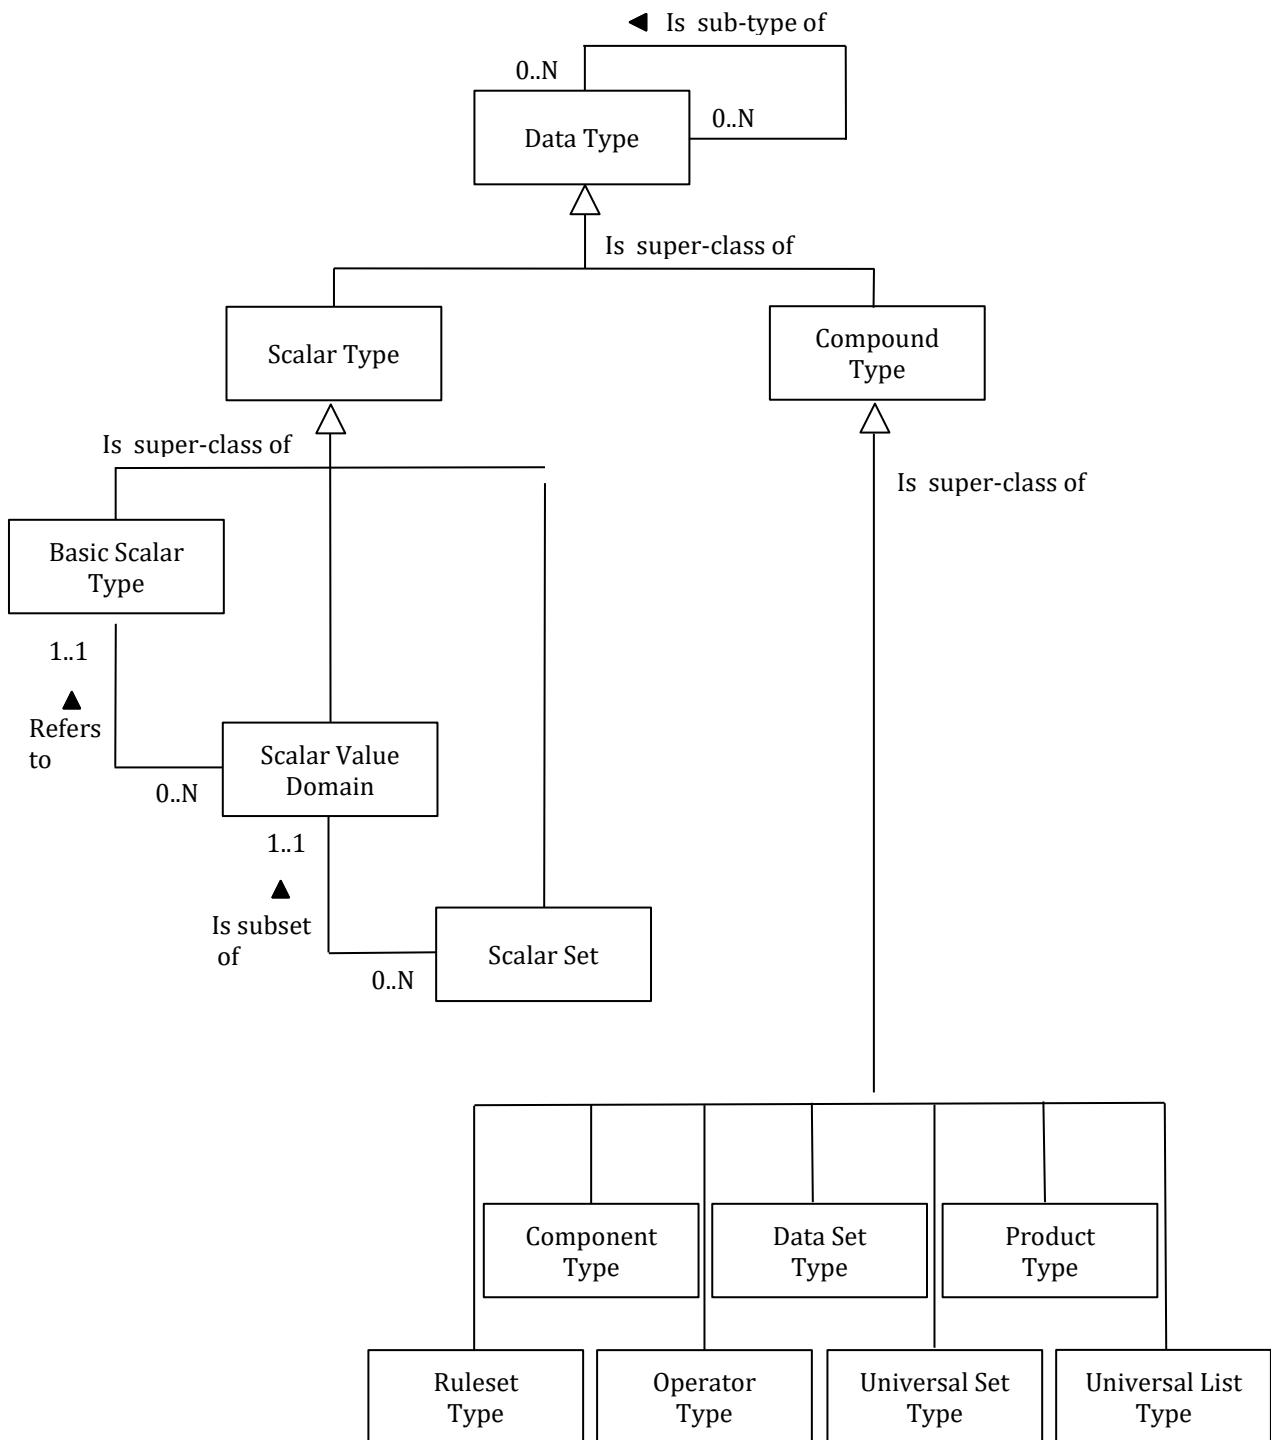 ◄ Is sub-type of
0..N
0..N
Data Type
Is super-class of
Scalar Type
Compound
Type
Is super-class of
Is super-class of
Basic Scalar
Type
1..1
▲
Refers
to
0..N
Scalar Value
Domain
1..1
▲
Is subset
of
0..N
Scalar Set
Component
Type
Data Set
Type
Product
Type
Ruleset
Type
Operator
Type
Universal Set
Type
Universal List
Type